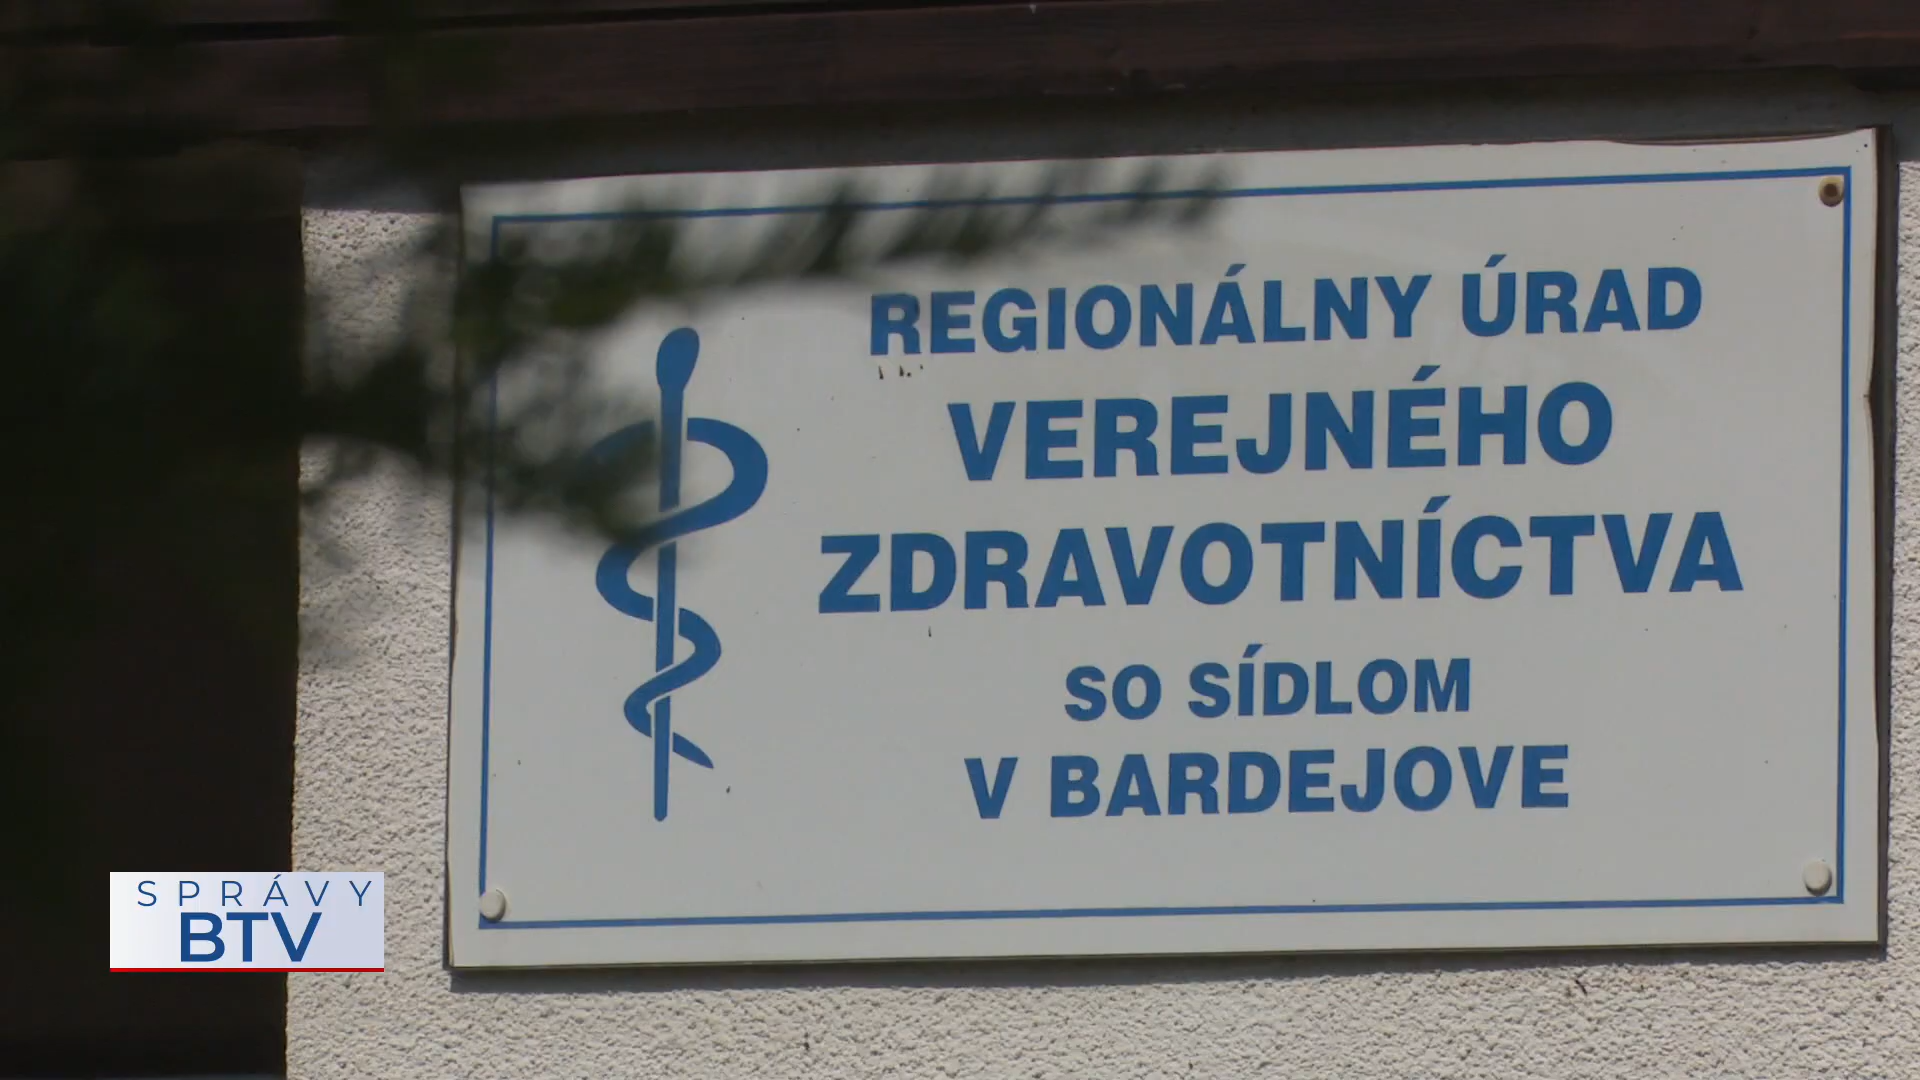 REGIONÁLNY ÚRAD
VEREJNÉHO
ZDRAVOTNÍCTVA
SO SÍDLOM
V BARDEJOVE
SPRÁVY
BTV